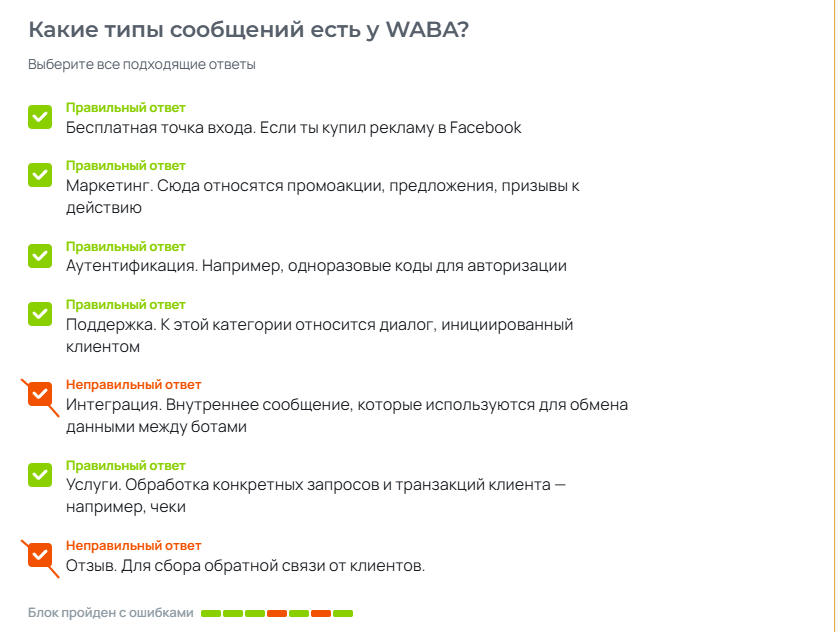 Какие типы сообщений есть у WABA?
Выберите все подходящие ответы
Правильный ответ
Бесплатная точка входа. Если ты купил рекламу в Facebook
Правильный ответ
Маркетинг. Сюда относятся промоакции, предложения, призывы к
действию
Правильный ответ
Аутентификация. Например, одноразовые коды для авторизации
Правильный ответ
Поддержка. К этой категории относится диалог, инициированный
клиентом
Неправильный ответ
Интеграция. Внутреннее сообщение, которые используются для обмена
данными между ботами
Правильный ответ
Услуги. Обработка конкретных запросов и транзакций клиента —
например, чеки
Неправильный ответ
Отзыв. Для сбора обратной связи от клиентов.
Блок пройден с ошибками